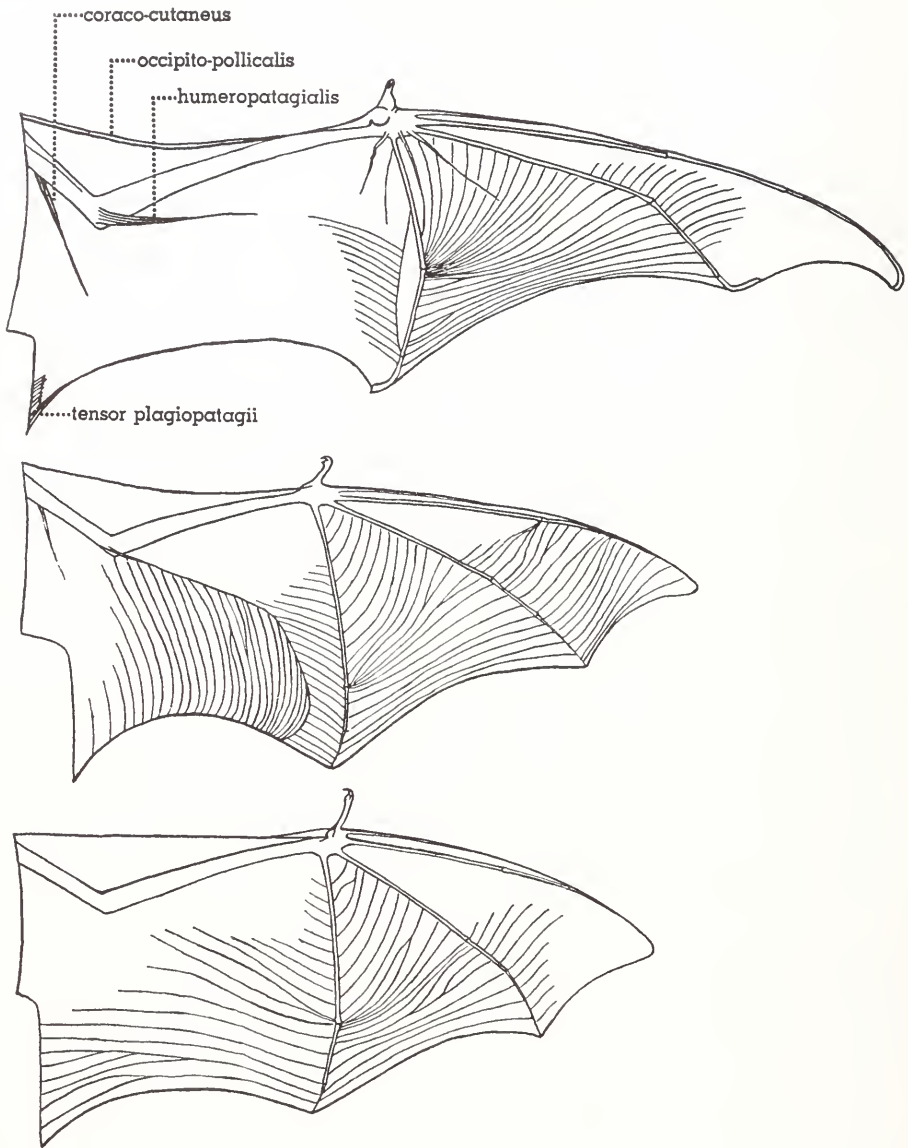 coraco-cutaneus
occipito-pollicalis
humeropatagialis
tensor plagiopatagii